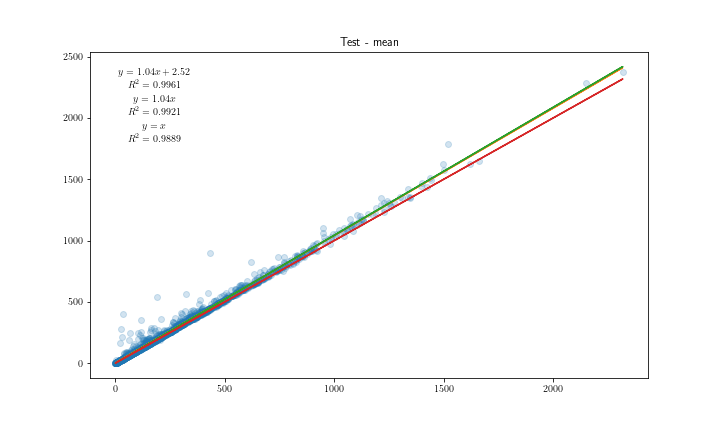 Test - mean
2500
2000
1500
1000
500
0
y = 1.04x + 2.52
R² = 0.9961
y = 1.04x
R² = 0.9921
y = x
R² = 0.9889
0 500 1000 1500 2000